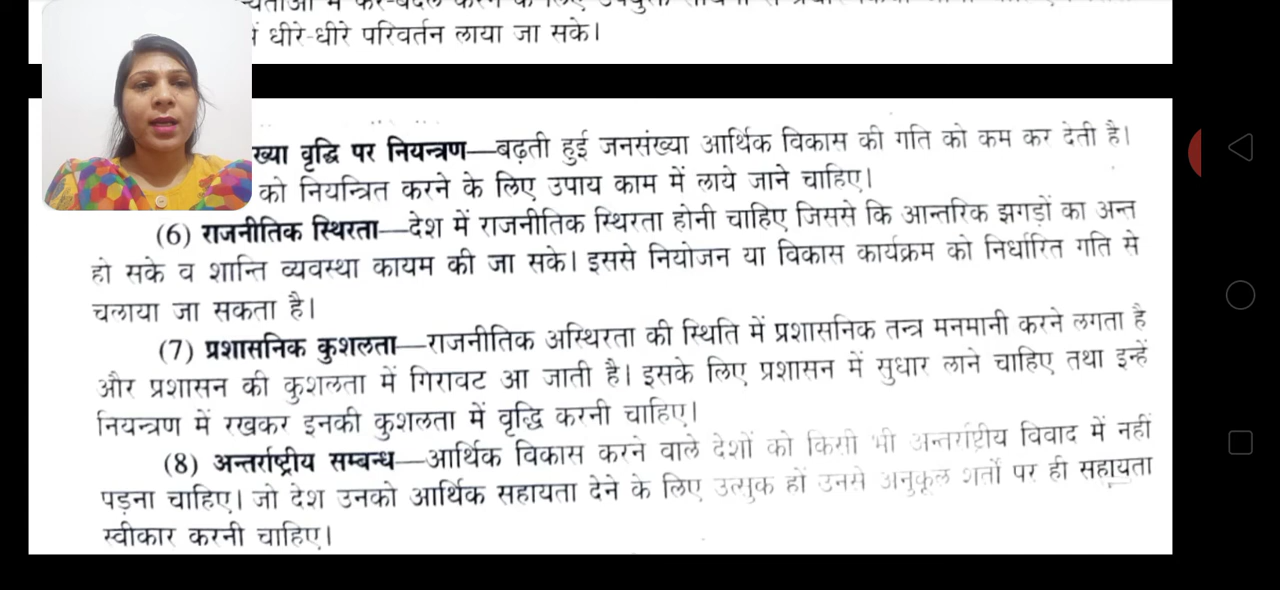 में धीरे-धीरे परिवर्तन लाया जा सके।
वृद्धि पर नियन्त्रण—बढ़ती हुई जनसंख्या आर्थिक विकास की गति को कम कर देती है।
को नियन्त्रित करने के लिए उपाय काम में लाये जाने चाहिए।
(6) राजनीतिक स्थिरता—देश में राजनीतिक स्थिरता होनी चाहिए जिससे कि आन्तरिक झगड़ों का अन्त
हो सके व शान्ति व्यवस्था कायम की जा सके। इससे नियोजन या विकास कार्यक्रम को निर्धारित गति से
चलाया जा सकता है।
(7) प्रशासनिक कुशलता—राजनीतिक अस्थिरता की स्थिति में प्रशासनिक तन्त्र मनमानी करने लगता है
और प्रशासन की कुशलता में गिरावट आ जाती है। इसके लिए प्रशासन में सुधार लाने चाहिए तथा इन्हें
नियन्त्रण में रखकर इनकी कुशलता में वृद्धि करनी चाहिए।
(8) अन्तर्राष्ट्रीय सम्बन्ध—आर्थिक विकास करने वाले देशों को किसी भी अन्तर्राष्ट्रीय विवाद में नहीं
पड़ना चाहिए। जो देश उनको आर्थिक सहायता देने के लिए उत्सुक हों उनसे अनुकूल शर्तों पर ही सहायता
स्वीकार करनी चाहिए।